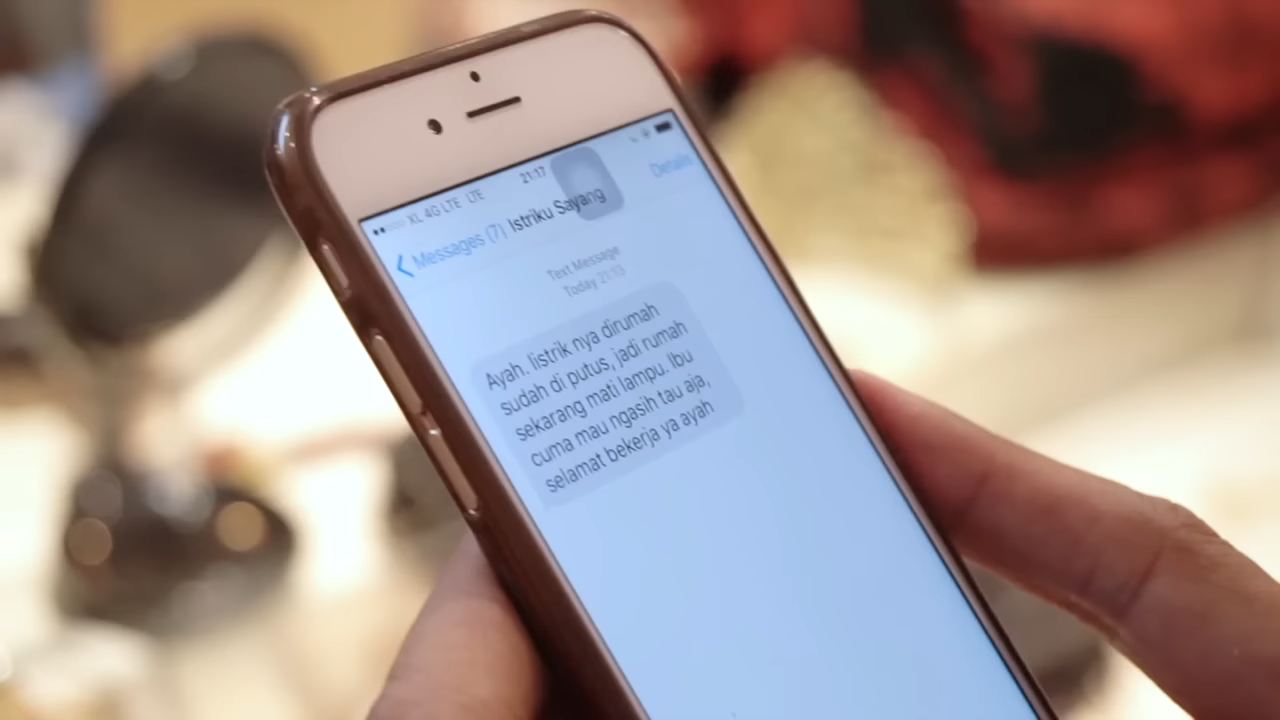 XL 4G LTE LTE 21:17
Messages (7) Istriku Sayang Details
Text Message
Today 21:13
Ayah. listrik nya dirumah
sudah di putus, jadi rumah
sekarang mati lampu. Ibu
cuma mau ngasih tau aja,
selamat bekerja ya ayah